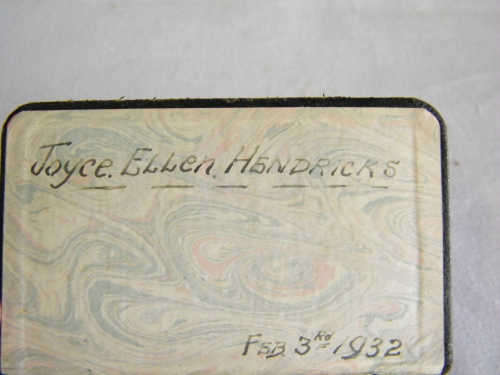 Joyce. ELLEn. HENDRICKS
FEB. 3rd 1932